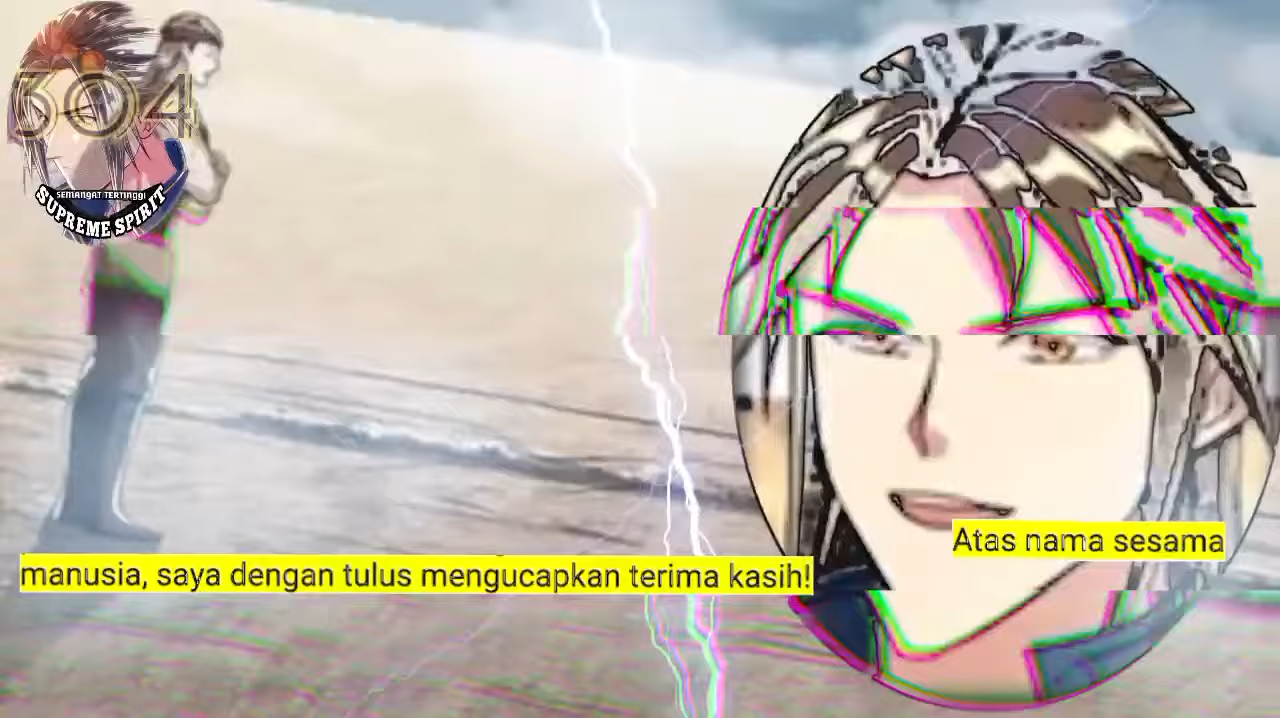 304
SEMANGAT TERTINGGI
SUPREME SPIRIT
Atas nama sesama
manusia, saya dengan tulus mengucapkan terima kasih!